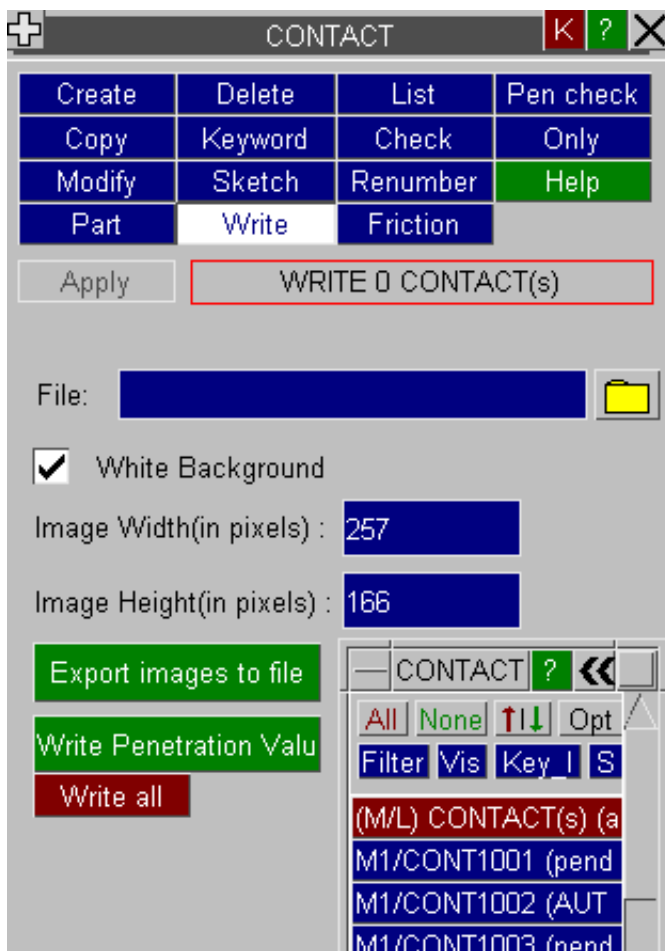 CONTACT K ?
Create Delete List Pen check
Copy Keyword Check Only
Modify Sketch Renumber Help
Part Write Friction
Apply WRITE 0 CONTACT(s)
File:
White Background
Image Width(in pixels) : 257
Image Height(in pixels) : 166
Export images to file
Write Penetration Valu
Write all
CONTACT ?
All None Opt
Filter Vis Key_I S
(M/L) CONTACT(s) (a
M1/CONT1001 (pend
M1/CONT1002 (AUT
M1/CONT1003 (pend